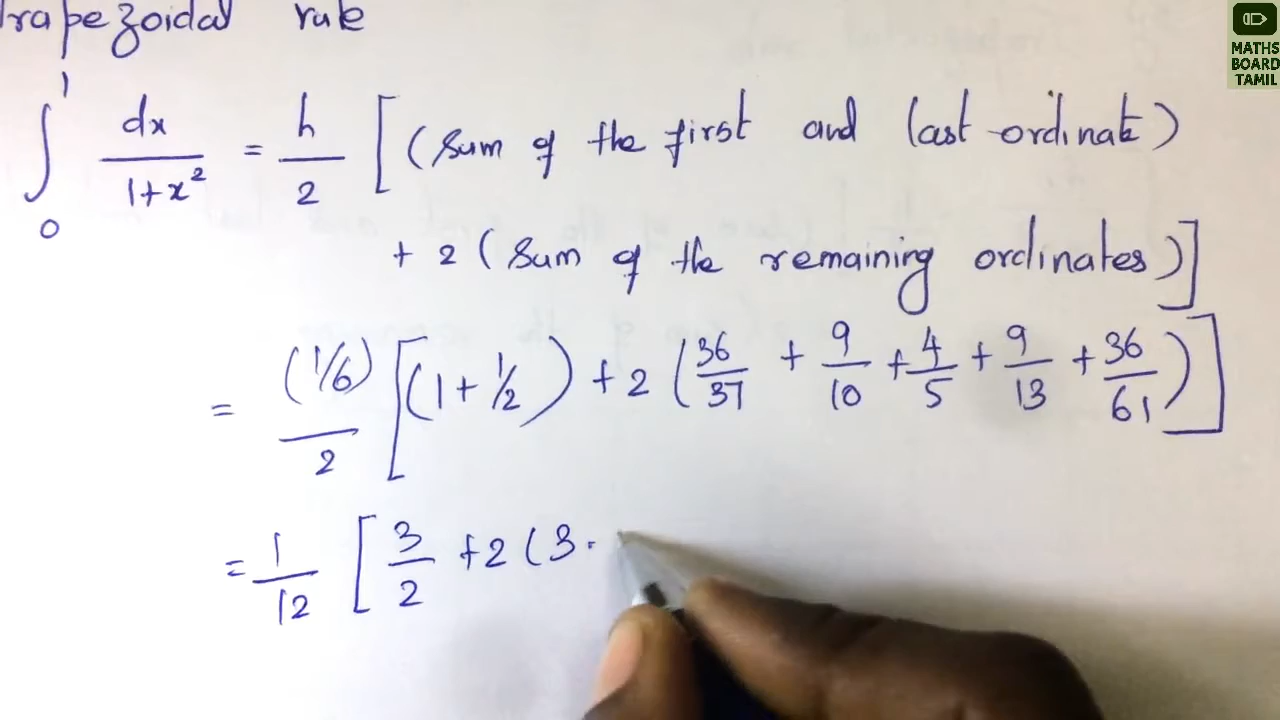 Trapezoidal rule
MATHS BOARD TAMIL
∫₀¹ dx/(1+x²) = h/2 [(Sum of the first and last ordinate)
+ 2 (Sum of the remaining ordinates)]
= (1/6)/2 [(1 + 1/2) + 2 (36/37 + 9/10 + 4/5 + 9/13 + 36/61)]
= 1/12 [3/2 + 2 (3.